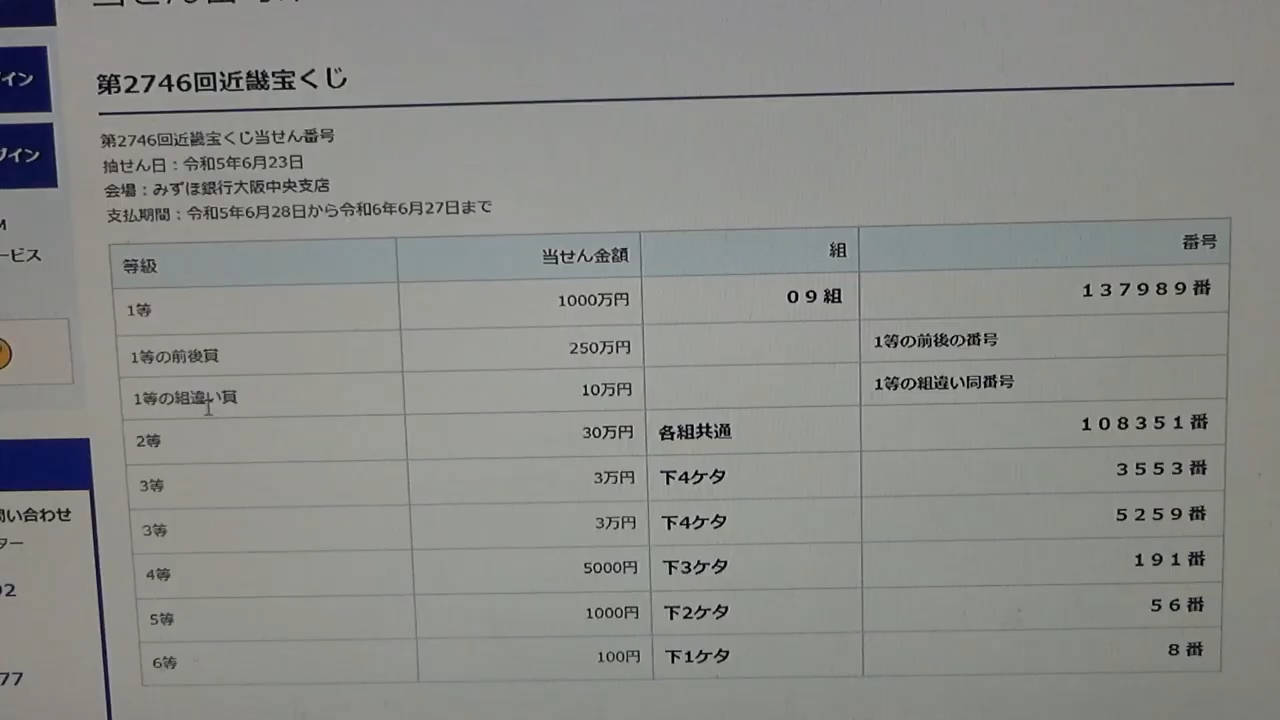 第2746回近畿宝くじ
第2746回近畿宝くじ当せん番号
抽せん日：令和5年6月23日
会場：みずほ銀行大阪中央支店
支払期間：令和5年6月28日から令和6年6月27日まで
等級 当せん金額 組 番号
1等 1000万円 09組 137989番
1等の前後賞 250万円 1等の前後の番号
1等の組違い賞 10万円 1等の組違い同番号
2等 30万円 各組共通 108351番
3等 3万円 下4ケタ 3553番
3等 3万円 下4ケタ 5259番
4等 5000円 下3ケタ 191番
5等 1000円 下2ケタ 56番
6等 100円 下1ケタ 8番
イン
イン
ービス
問い合わせ
ター
02
77